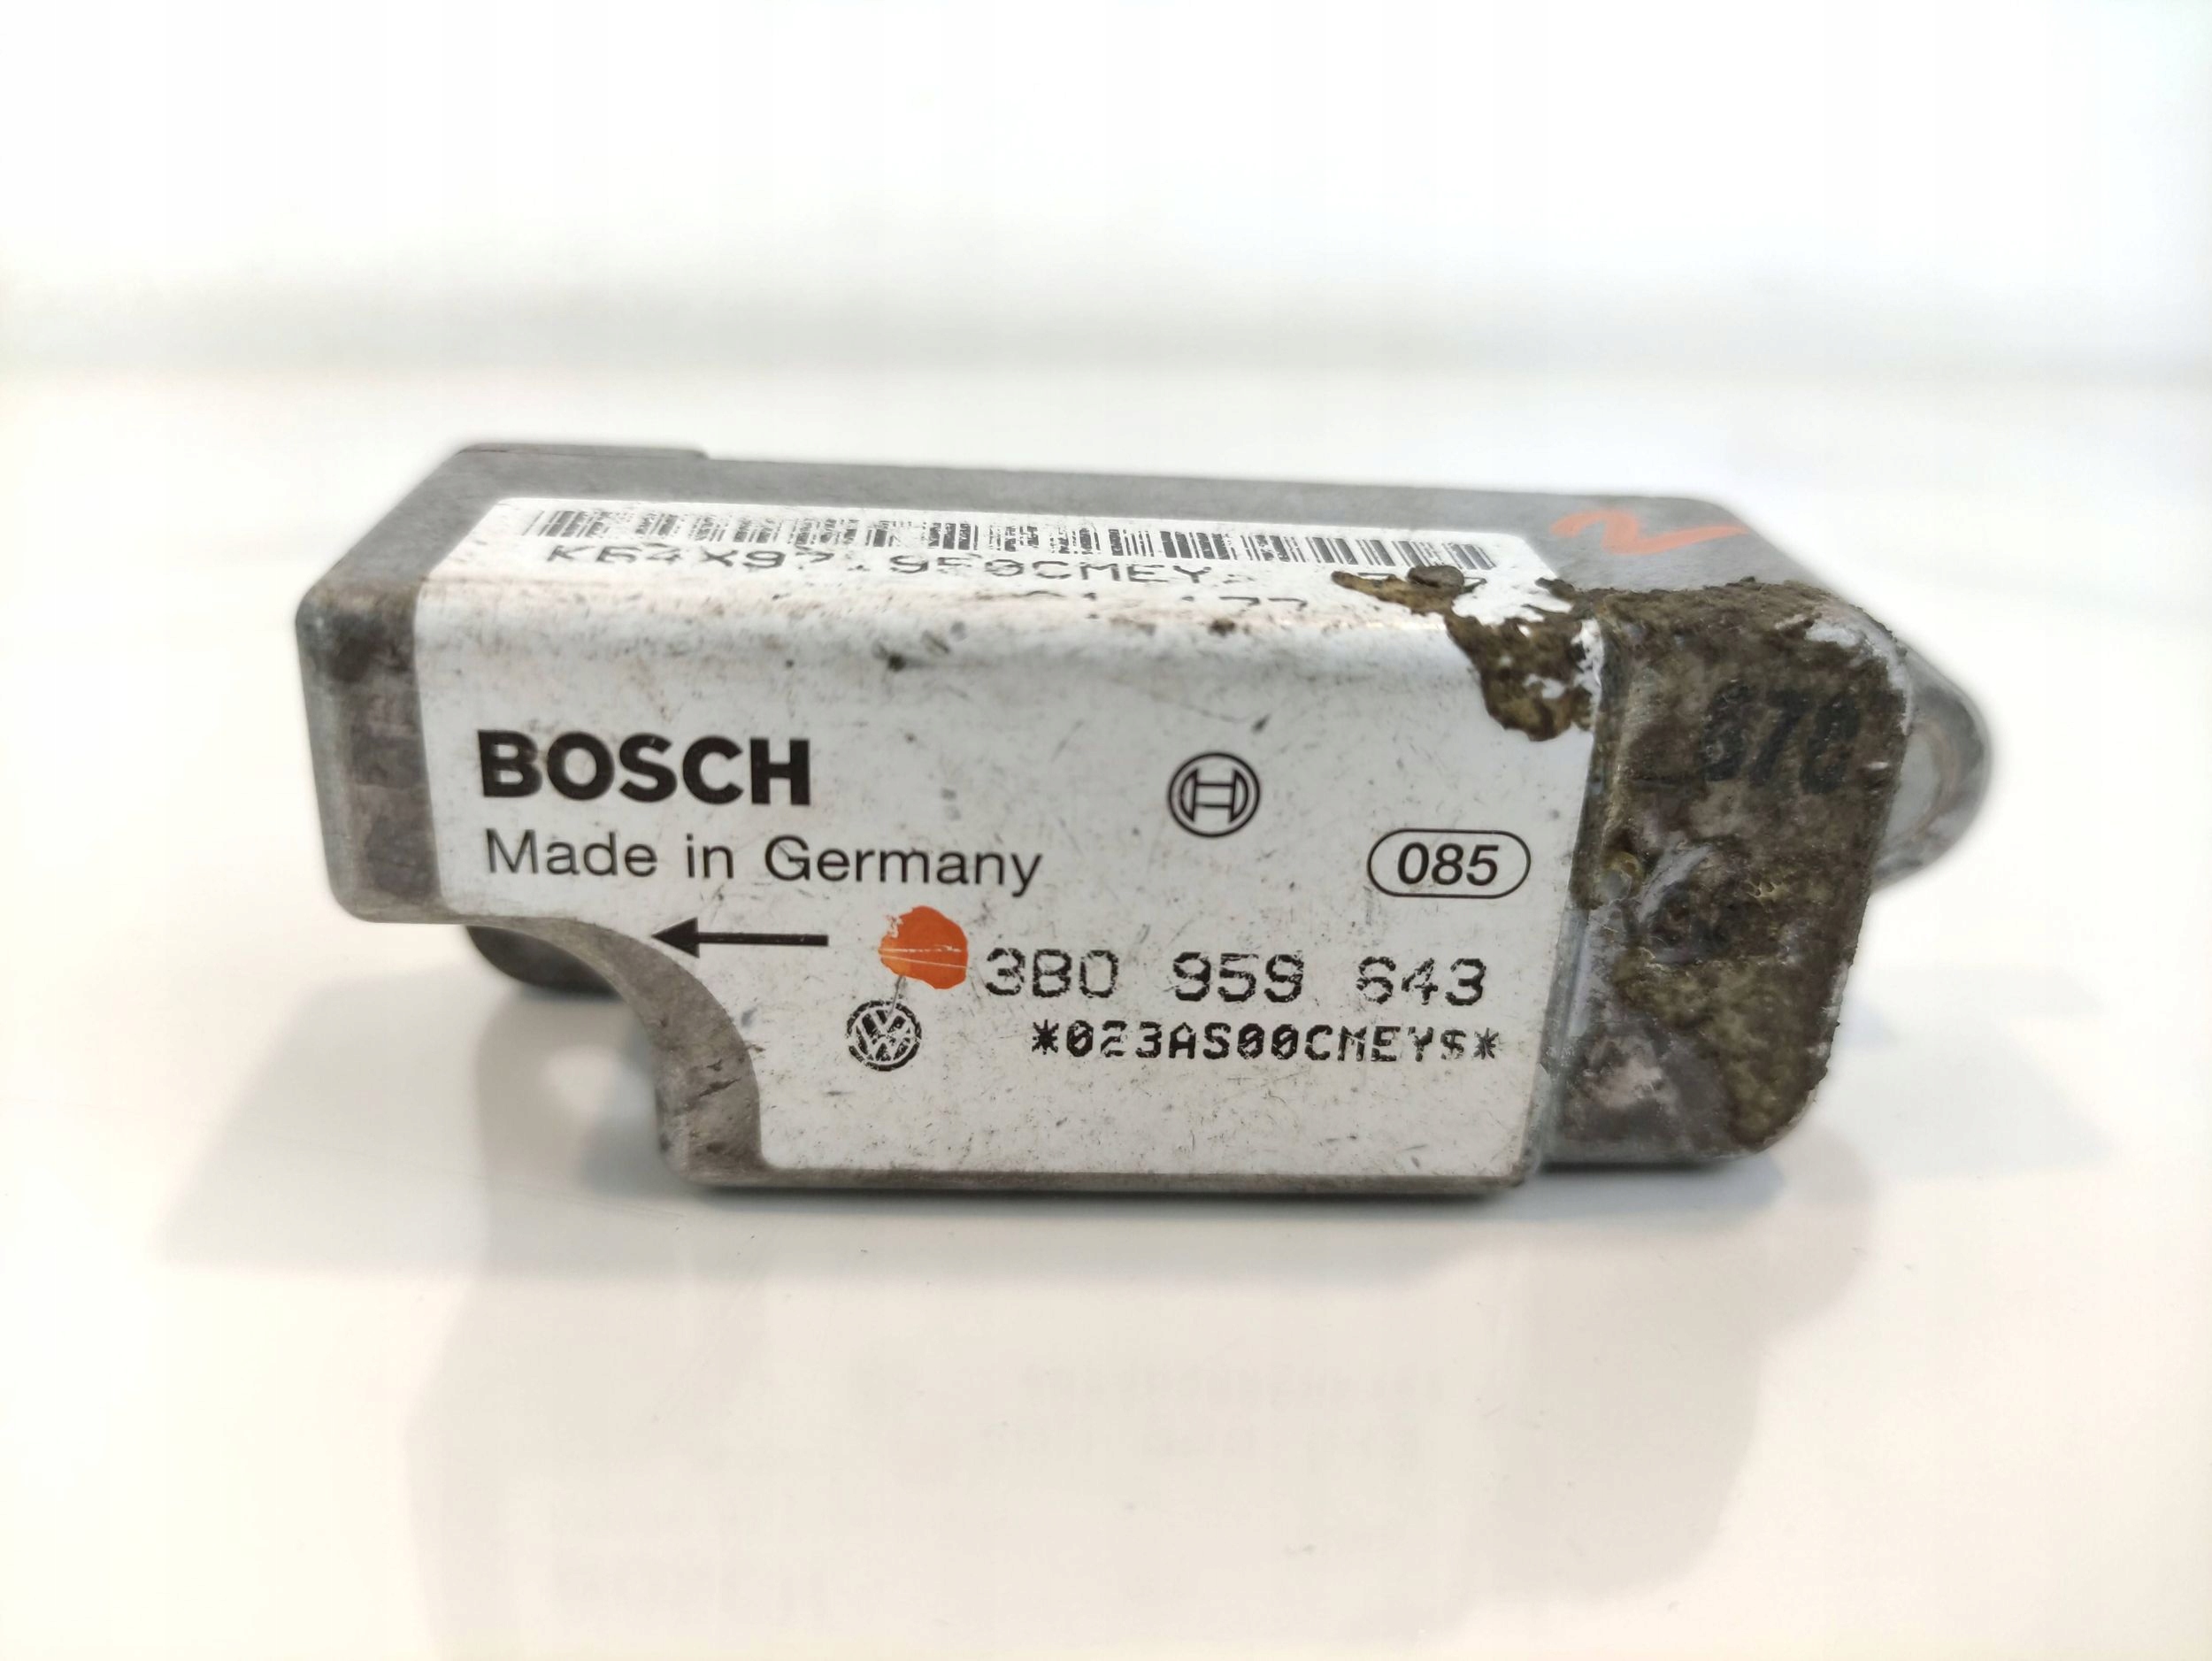 BOSCH
Made in Germany
085
3B0 959 643
*023AS00CMEYS*